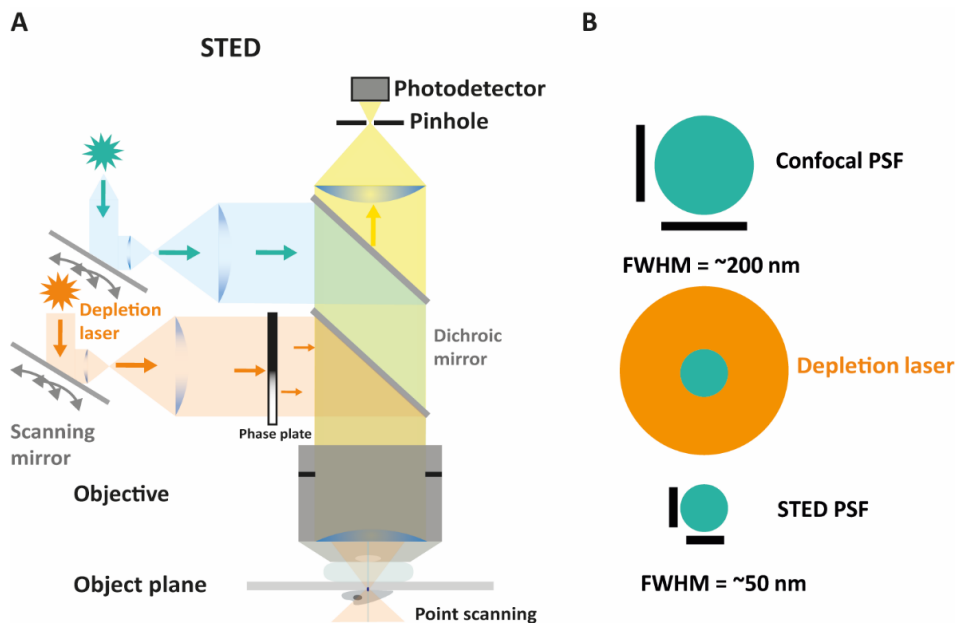 A
STED
Photodetector
Pinhole
Depletion
laser
Dichroic
mirror
Phase plate
Scanning
mirror
Objective
Object plane
Point scanning
B
Confocal PSF
FWHM = ~200 nm
Depletion laser
STED PSF
FWHM = ~50 nm